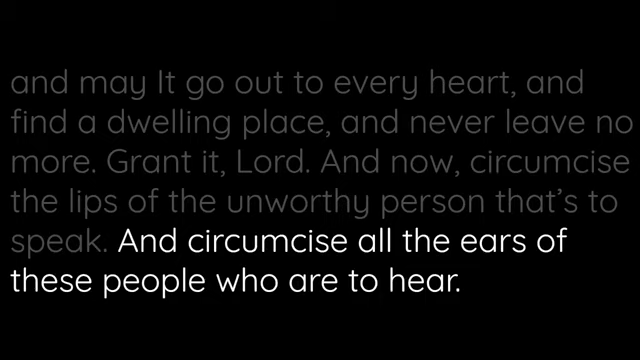 and may It go out to every heart, and
find a dwelling place, and never leave no
more. Grant it, Lord. And now, circumcise
the lips of the unworthy person that’s to
speak. And circumcise all the ears of
these people who are to hear.